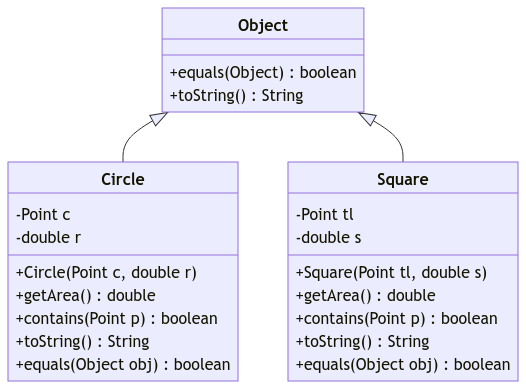 Object
+equals(Object) : boolean
+toString() : String
Circle
-Point c
-double r
+Circle(Point c, double r)
+getArea() : double
+contains(Point p) : boolean
+toString() : String
+equals(Object obj) : boolean
Square
-Point tl
-double s
+Square(Point tl, double s)
+getArea() : double
+contains(Point p) : boolean
+toString() : String
+equals(Object obj) : boolean